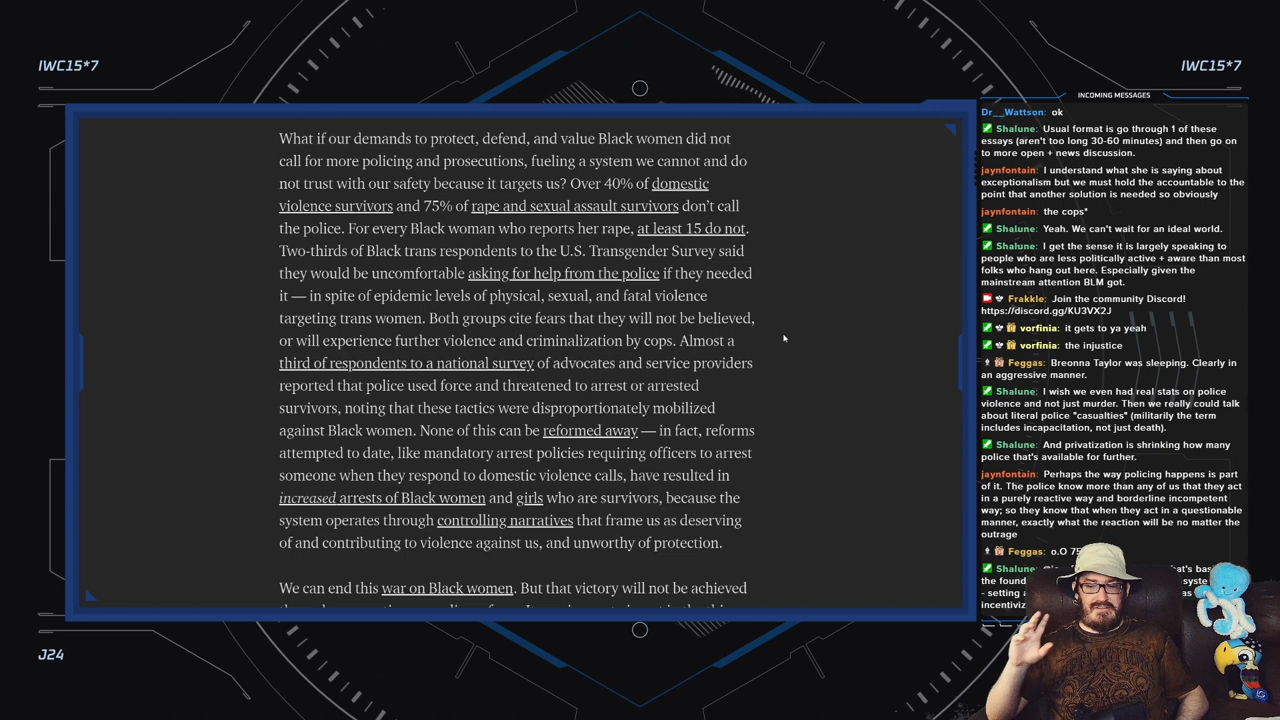 IWC15*7
IWC15*7
What if our demands to protect, defend, and value Black women did not
call for more policing and prosecutions, fueling a system we cannot and do
not trust with our safety because it targets us? Over 40% of domestic
violence survivors and 75% of rape and sexual assault survivors don't call
the police. For every Black woman who reports her rape, at least 15 do not.
Two-thirds of Black trans respondents to the U.S. Transgender Survey said
they would be uncomfortable asking for help from the police if they needed
it — in spite of epidemic levels of physical, sexual, and fatal violence
targeting trans women. Both groups cite fears that they will not be believed,
or will experience further violence and criminalization by cops. Almost a
third of respondents to a national survey of advocates and service providers
reported that police used force and threatened to arrest or arrested
survivors, noting that these tactics were disproportionately mobilized
against Black women. None of this can be reformed away — in fact, reforms
attempted to date, like mandatory arrest policies requiring officers to arrest
someone when they respond to domestic violence calls, have resulted in
increased arrests of Black women and girls who are survivors, because the
system operates through controlling narratives that frame us as deserving
of and contributing to violence against us, and unworthy of protection.
We can end this war on Black women. But that victory will not be achieved
J24
INCOMING MESSAGES
Dr__Wattson: ok
Shalune: Usual format is go through 1 of these
essays (aren't too long 30-60 minutes) and then go on
to more open + news discussion.
jaynfontain: I understand what she is saying about
exceptionalism but we must hold the accountable to the
point that another solution is needed so obviously
jaynfontain: the cops*
Shalune: Yeah. We can't wait for an ideal world.
Shalune: I get the sense it is largely speaking to
people who are less politically active + aware than most
folks who hang out here. Especially given the
mainstream attention BLM got.
Frakkle: Join the community Discord!
https://discord.gg/KU3VX2J
vorfinia: it gets to ya yeah
vorfinia: the injustice
Feggas: Breonna Taylor was sleeping. Clearly in
an aggressive manner.
Shalune: I wish we even had real stats on police
violence and not just murder. Then we really could talk
about literal police "casualties" (militarily the term
includes incapacitation, not just death).
Shalune: And privatization is shrinking how many
police that's available for further.
jaynfontain: Perhaps the way policing happens is part
of it. The police know more than any of us that they act
in a purely reactive way and borderline incompetent
way; so they know that when they act in a questionable
manner, exactly what the reaction will be no matter the
outrage
Feggas: o.O 75
Shalune:
the found
- setting a
incentiviz